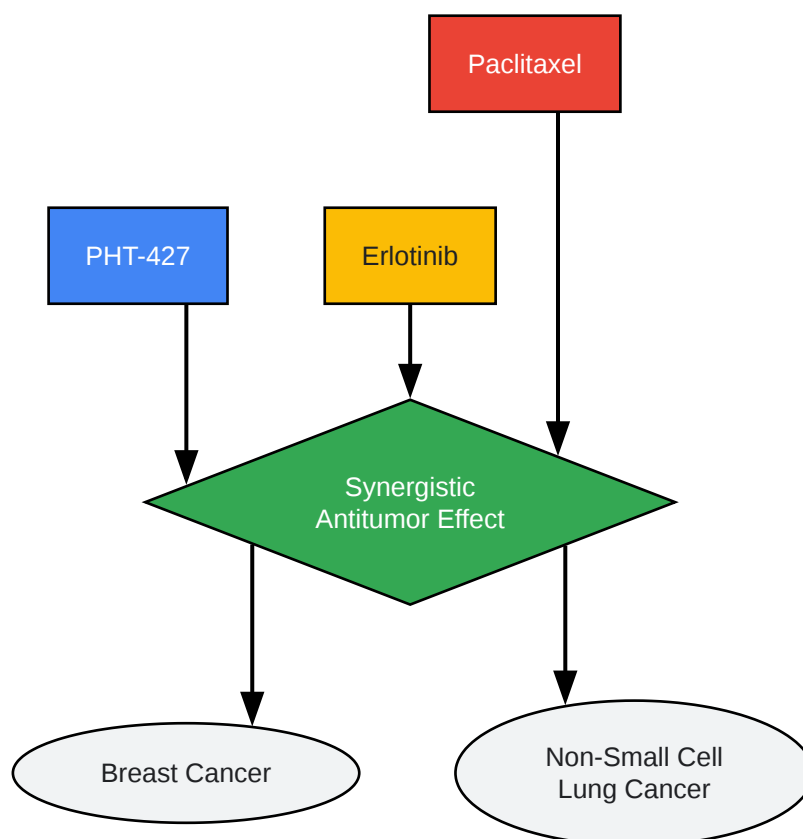 Paclitaxel
PHT-427
Erlotinib
Synergistic
Antitumor Effect
Breast Cancer
Non-Small Cell
Lung Cancer